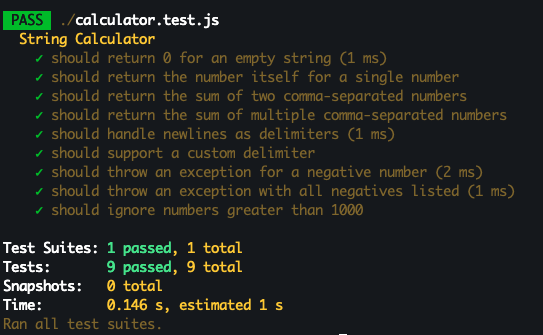 PASS ./calculator.test.js
String Calculator
✓ should return 0 for an empty string (1 ms)
✓ should return the number itself for a single number
✓ should return the sum of two comma-separated numbers
✓ should return the sum of multiple comma-separated numbers
✓ should handle newlines as delimiters (1 ms)
✓ should support a custom delimiter
✓ should throw an exception for a negative number (2 ms)
✓ should throw an exception with all negatives listed (1 ms)
✓ should ignore numbers greater than 1000
Test Suites: 1 passed, 1 total
Tests: 9 passed, 9 total
Snapshots: 0 total
Time: 0.146 s, estimated 1 s
Ran all test suites.